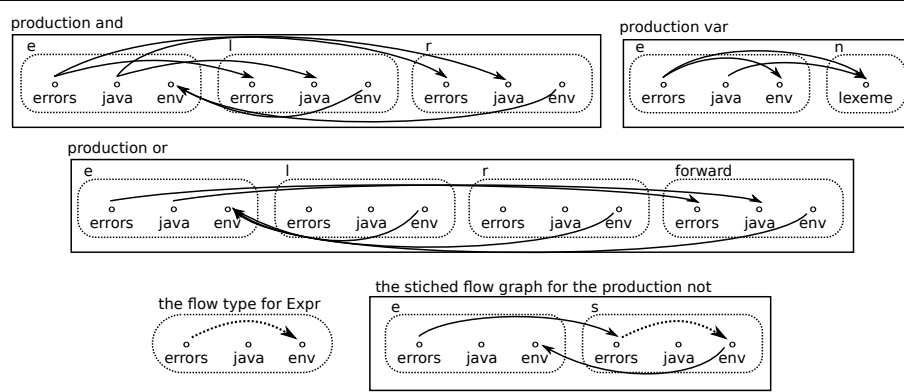 production and
e l r
errors java env errors java env errors java env
production var
e n
errors java env lexeme
production or
e l r forward
errors java env errors java env errors java env errors java env
the flow type for Expr
errors java env
the stiched flow graph for the production not
e s
errors java env errors java env